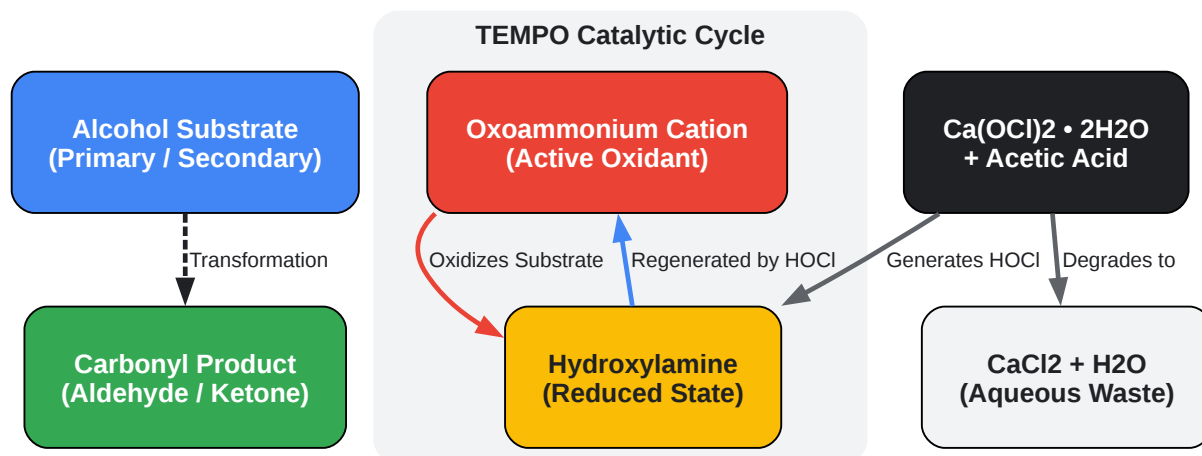 TEMPO Catalytic Cycle
Alcohol Substrate
(Primary / Secondary)
Oxoammonium Cation
(Active Oxidant)
Ca(OCl)2 • 2H2O
+ Acetic Acid
Transformation
Oxidizes Substrate
Regenerated by HOCl
Generates HOCl
Degrades to
Carbonyl Product
(Aldehyde / Ketone)
Hydroxylamine
(Reduced State)
CaCl2 + H2O
(Aqueous Waste)